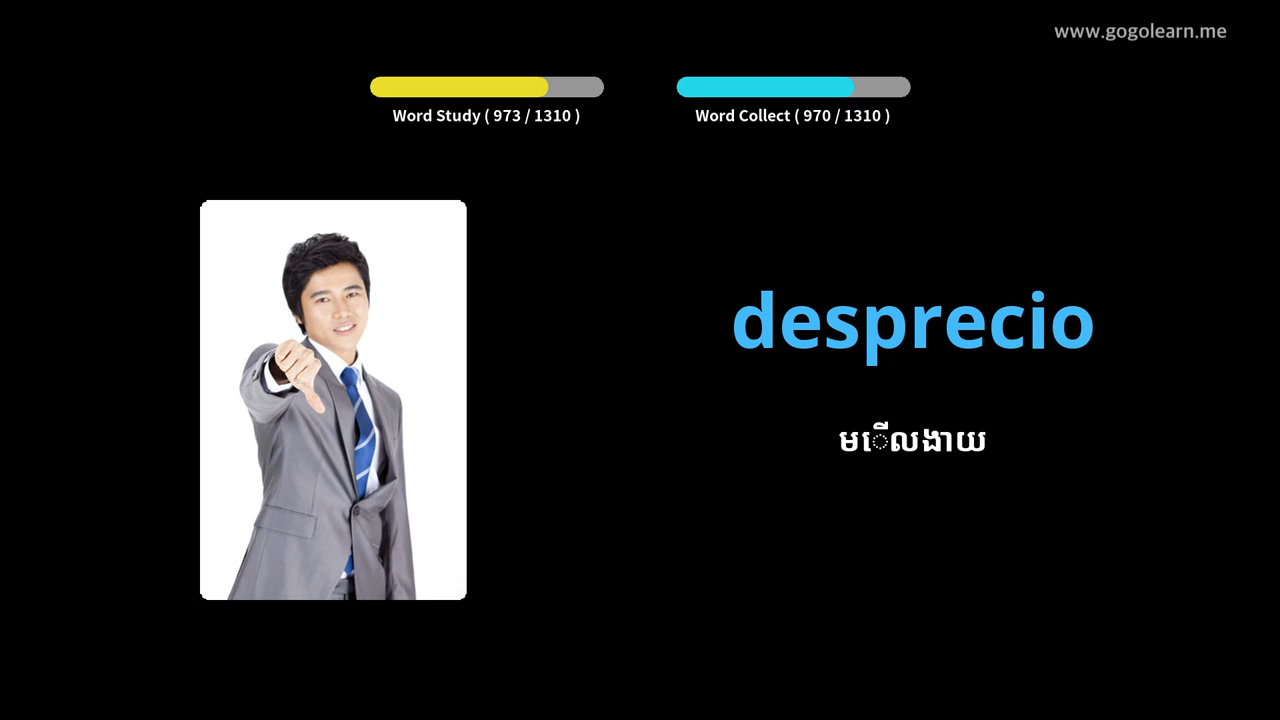 www.gogolearn.me
Word Study ( 973 / 1310 )
Word Collect ( 970 / 1310 )
desprecio
មើលងាយ